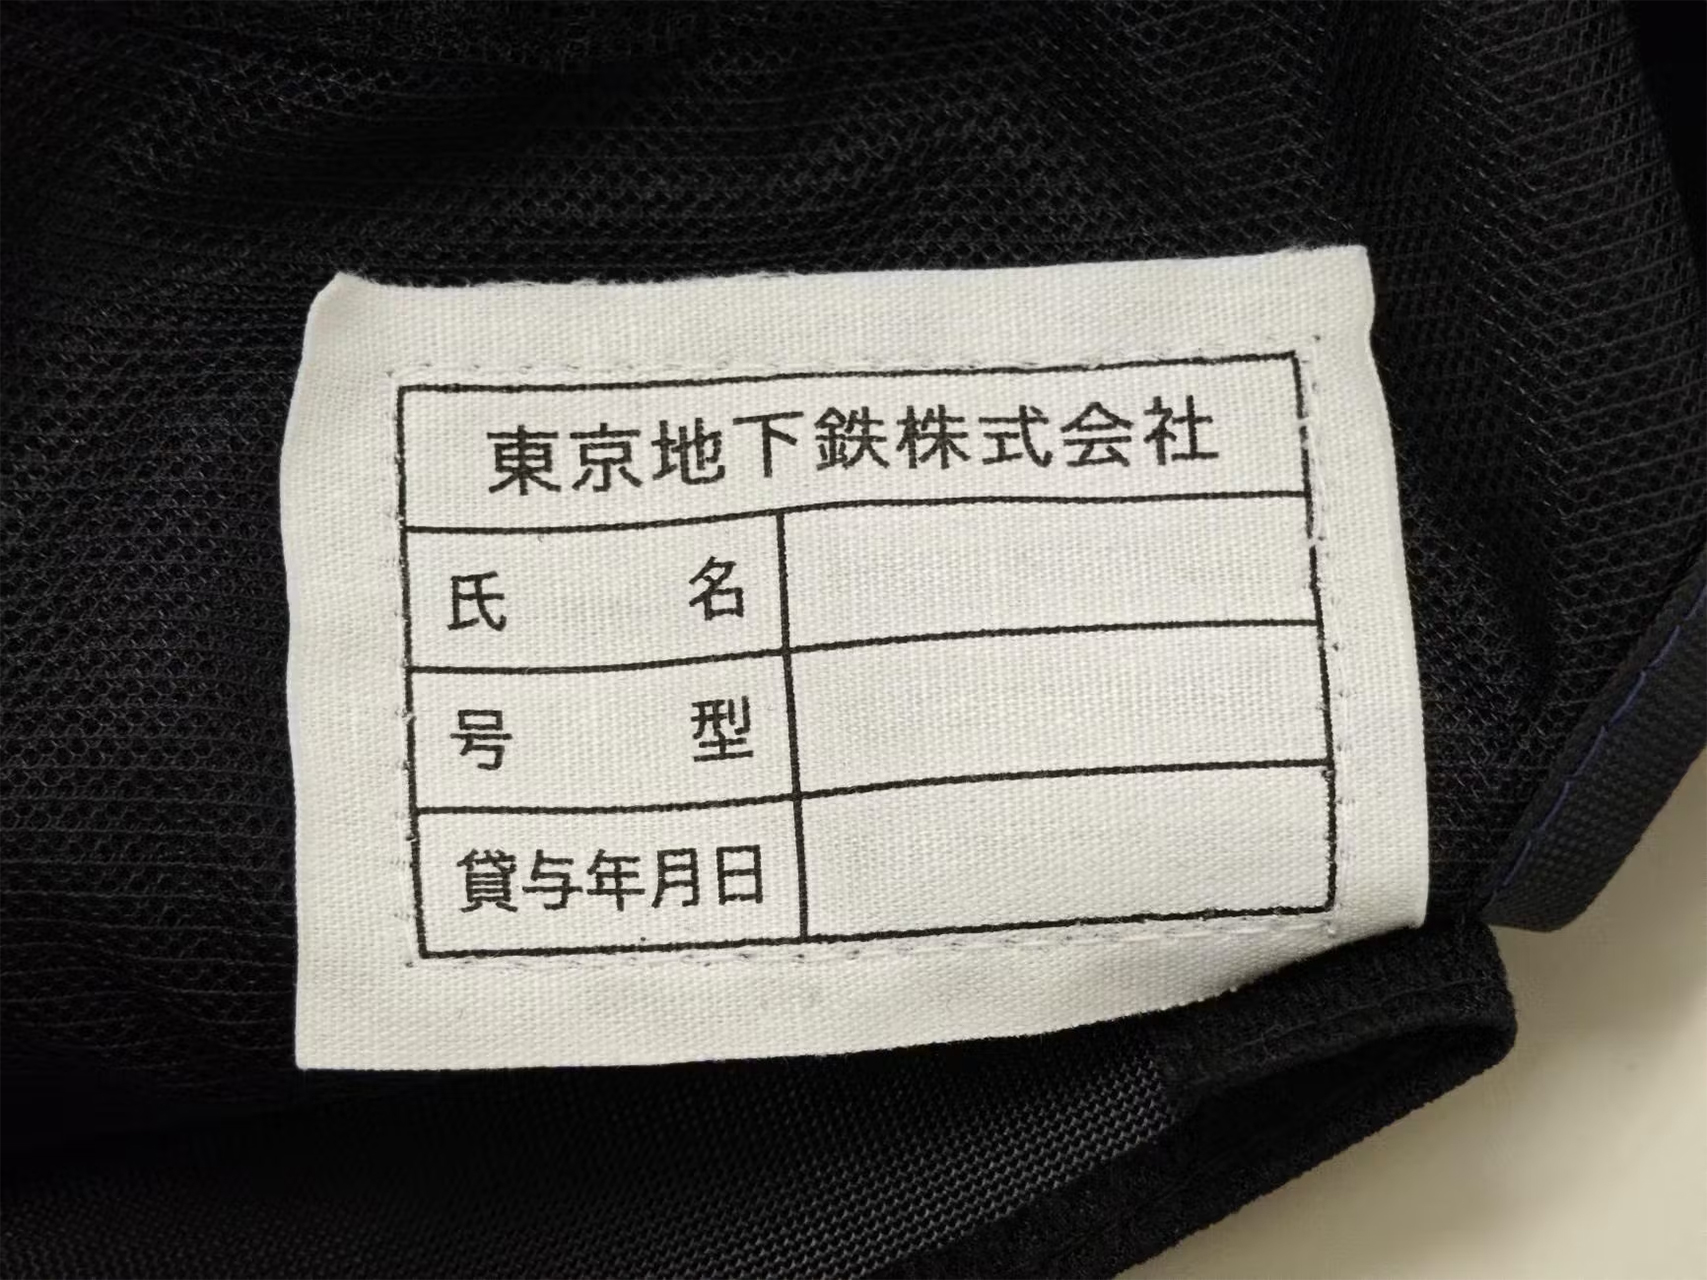 東京地下鉄株式会社
氏名
号型
貸与年月日